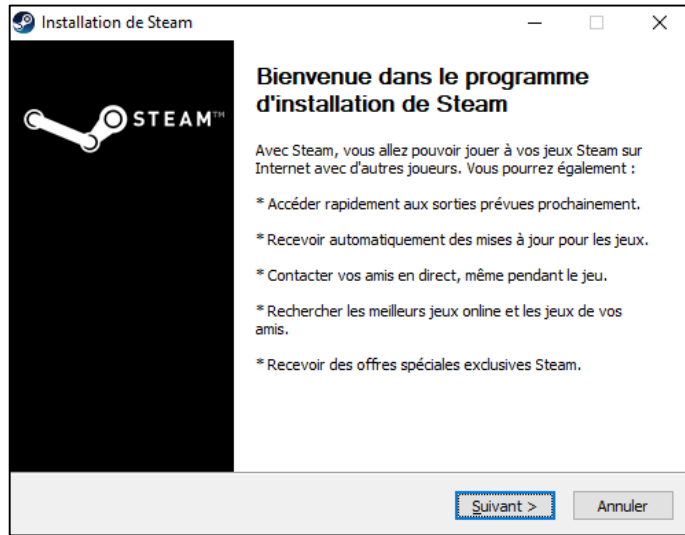 Installation de Steam
STEAM™
Bienvenue dans le programme
d'installation de Steam
Avec Steam, vous allez pouvoir jouer à vos jeux Steam sur
Internet avec d'autres joueurs. Vous pourrez également :
* Accéder rapidement aux sorties prévues prochainement.
* Recevoir automatiquement des mises à jour pour les jeux.
* Contacter vos amis en direct, même pendant le jeu.
* Rechercher les meilleurs jeux online et les jeux de vos
amis.
* Recevoir des offres spéciales exclusives Steam.
Suivant >
Annuler